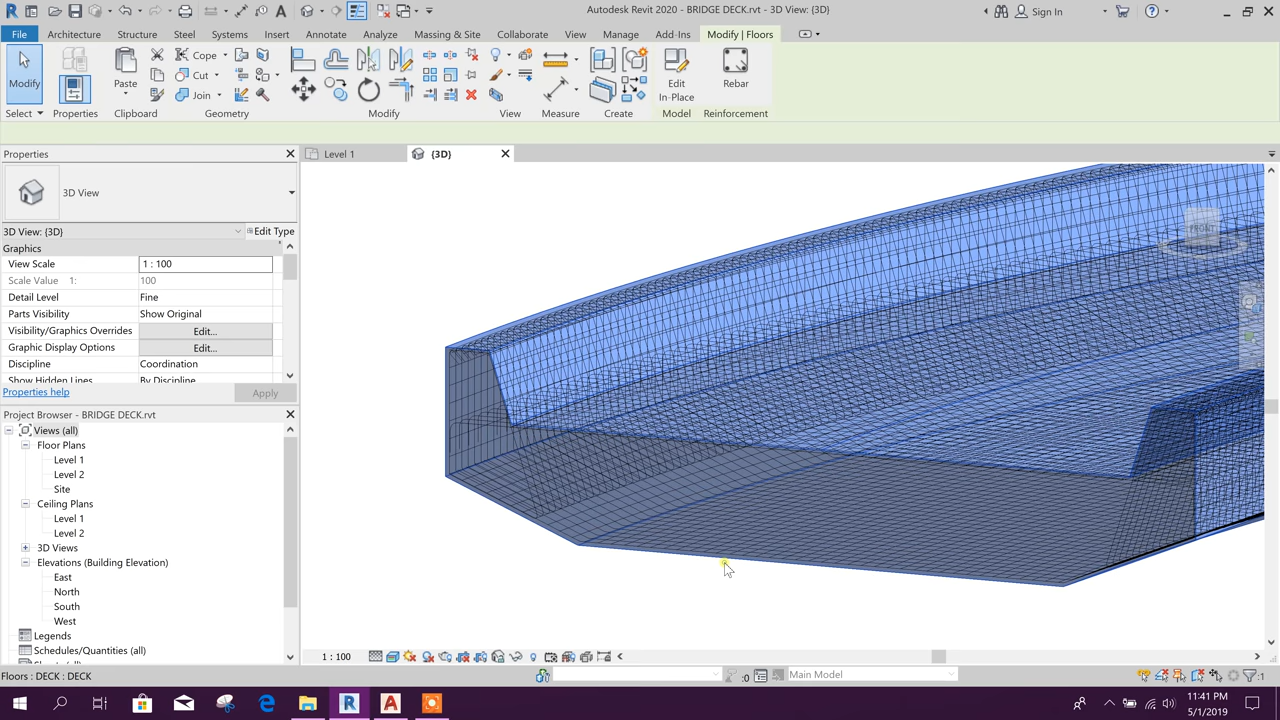 Autodesk Revit 2020 - BRIDGE DECK.rvt - 3D View: {3D}
Sign In
File Architecture Structure Steel Systems Insert Annotate Analyze Massing & Site Collaborate View Manage Add-Ins Modify | Floors
Modify Paste Cope Cut Join Edit In-Place Rebar
Select Properties Clipboard Geometry Modify View Measure Create Model Reinforcement
Properties
Level 1
{3D}
3D View
3D View: {3D} Edit Type
Graphics
View Scale 1 : 100
Scale Value 1: 100
Detail Level Fine
Parts Visibility Show Original
Visibility/Graphics Overrides Edit...
Graphic Display Options Edit...
Discipline Coordination
Show Hidden Lines By Discipline
Properties help Apply
Project Browser - BRIDGE DECK.rvt
Views (all)
Floor Plans
Level 1
Level 2
Site
Ceiling Plans
Level 1
Level 2
3D Views
Elevations (Building Elevation)
East
North
South
West
Legends
Schedules/Quantities (all)
FRONT
1 : 100
Floors : DECK : DECK
:0
Main Model
:1
11:41 PM
5/1/2019